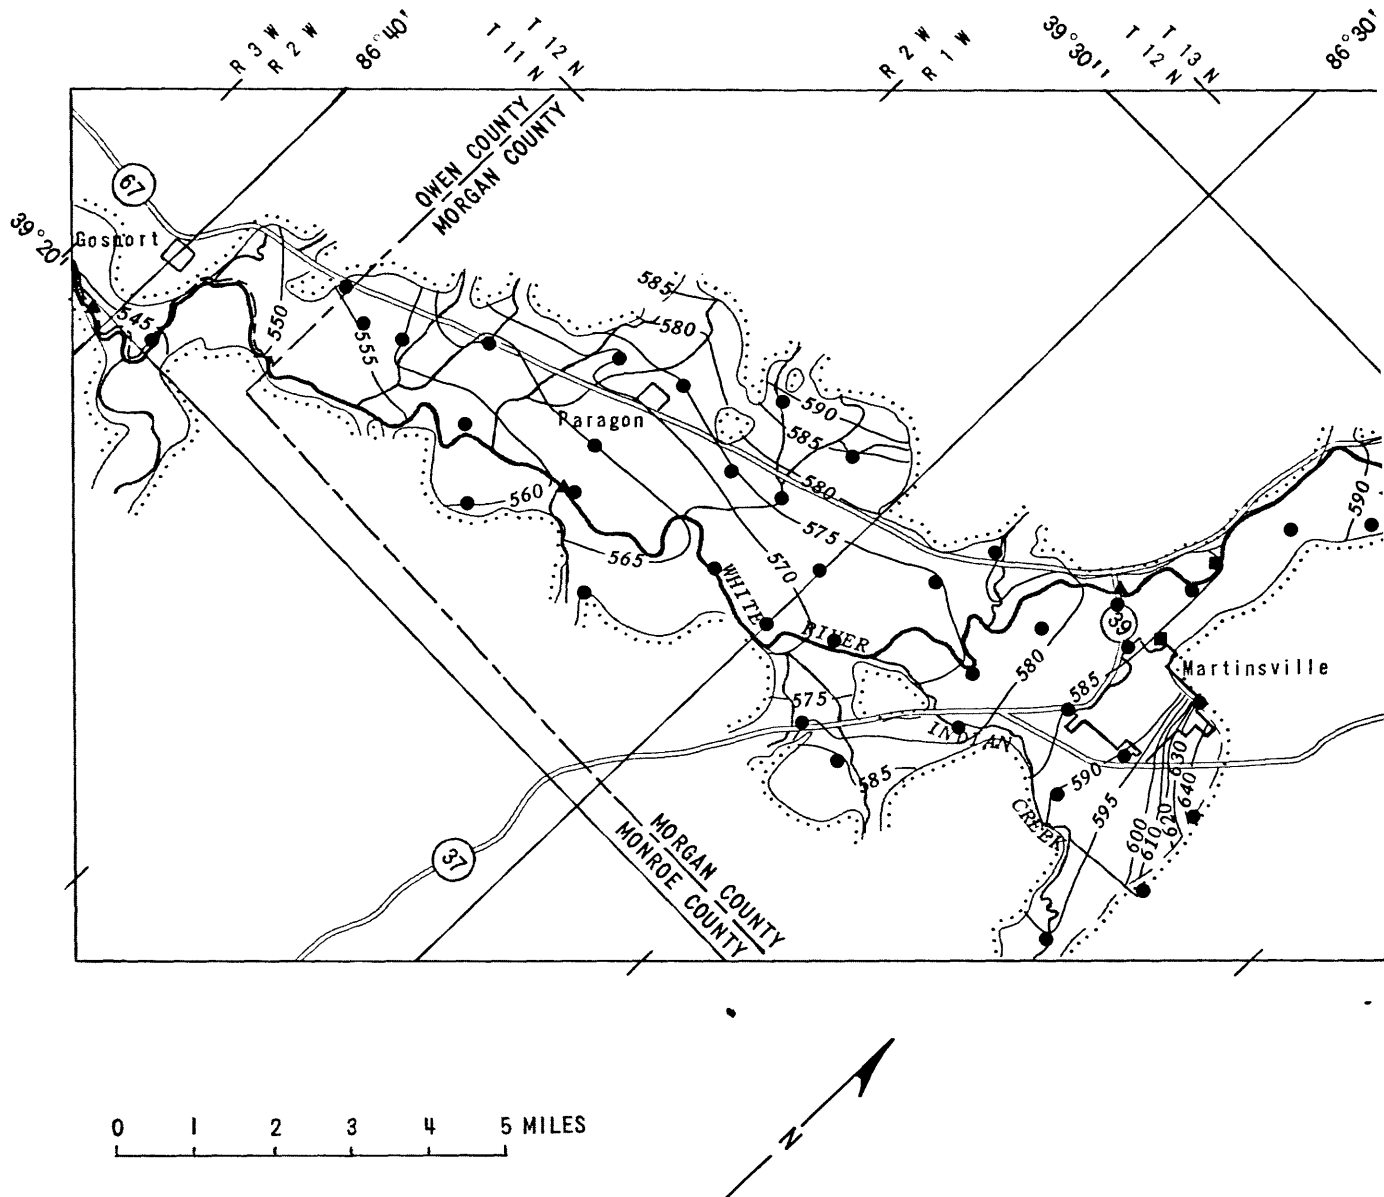 R 3 W
R 2 W
86°40'
T 12 N
T 11 N
R 2 W
R 1 W
39°30'
T 13 N
T 12 N
86°30'
67
OWEN COUNTY
MORGAN COUNTY
39°20'
Gosport
545
550
555
585
580
590
585
580
Paragon
560
565
575
570
590
WHITE RIVER
39
580
585
Martinsville
575
INDIAN CREEK
585
590
595
600
610
620
630
640
37
MORGAN COUNTY
MONROE COUNTY
0 1 2 3 4 5 MILES
N